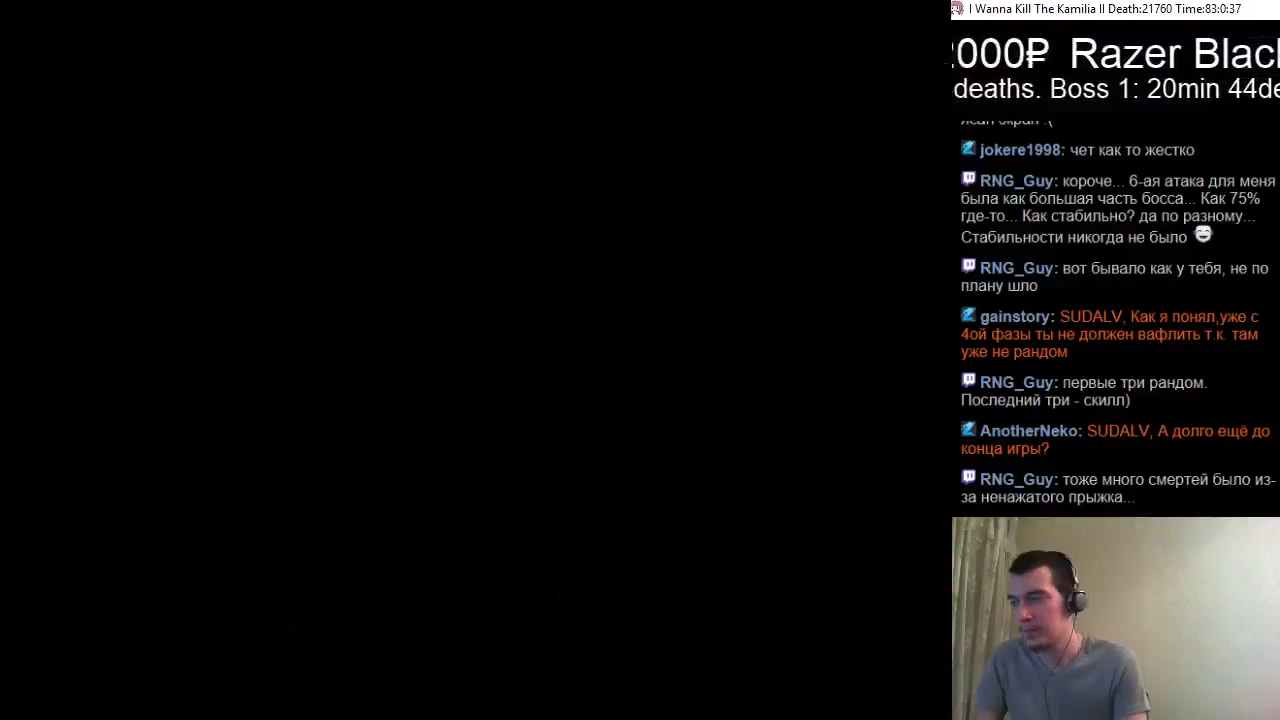 I Wanna Kill The Kamilia II Death:21760 Time:83:0:37
2000₽ Razer Blac
deaths. Boss 1: 20min 44de
jokere1998: чет как то жестко
RNG_Guy: короче... 6-ая атака для меня
была как большая часть босса... Как 75%
где-то... Как стабильно? да по разному...
Стабильности никогда не было
RNG_Guy: вот бывало как у тебя, не по
плану шло
gainstory: SUDALV, Как я понял,уже с
4ой фазы ты не должен вафлить т.к. там
уже не рандом
RNG_Guy: первые три рандом.
Последний три - скилл)
AnotherNeko: SUDALV, А долго ещё до
конца игры?
RNG_Guy: тоже много смертей было из-
за ненажатого прыжка...